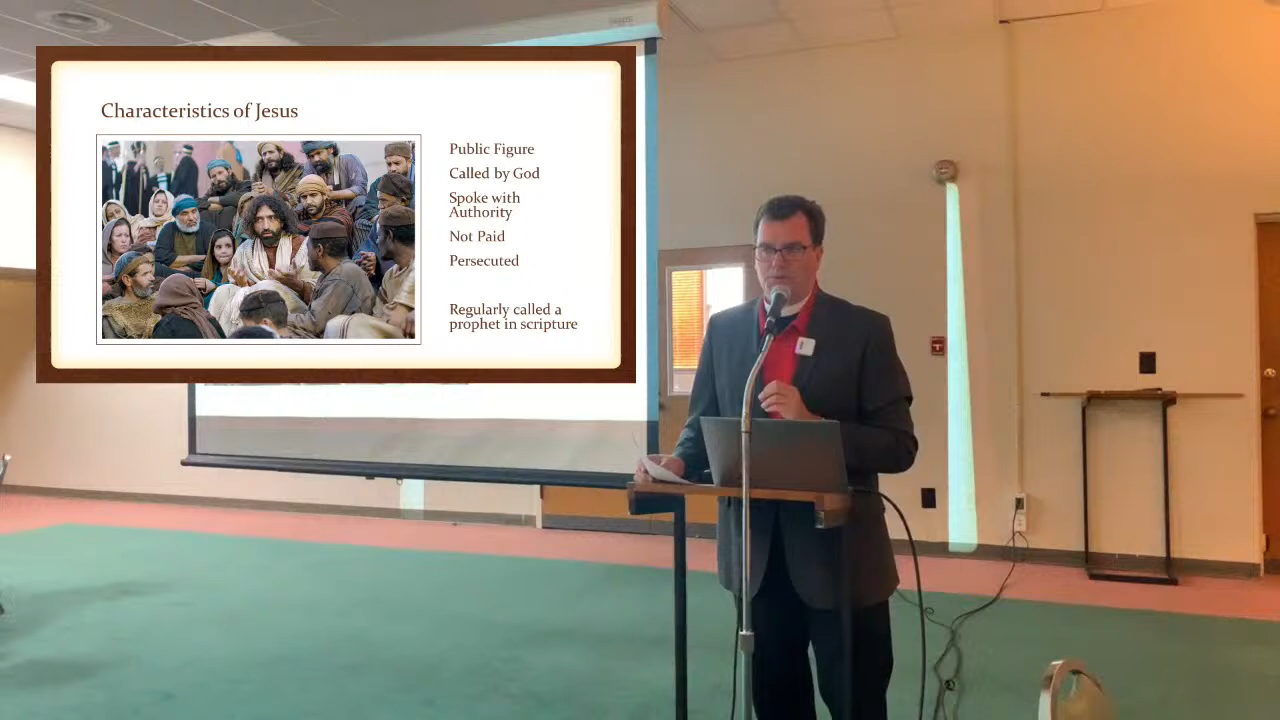 Characteristics of Jesus
Public Figure
Called by God
Spoke with
Authority
Not Paid
Persecuted
Regularly called a
prophet in scripture